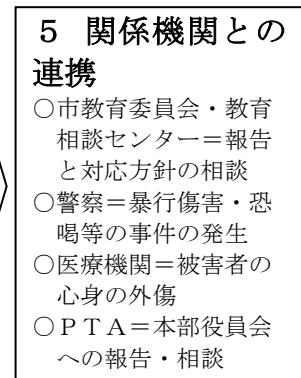 ５　関係機関との
連携
○市教育委員会・教育
相談センター＝報告
と対応方針の相談
○警察＝暴行傷害・恐
喝等の事件の発生
○医療機関＝被害者の
心身の外傷
○ＰＴＡ＝本部役員会
への報告・相談